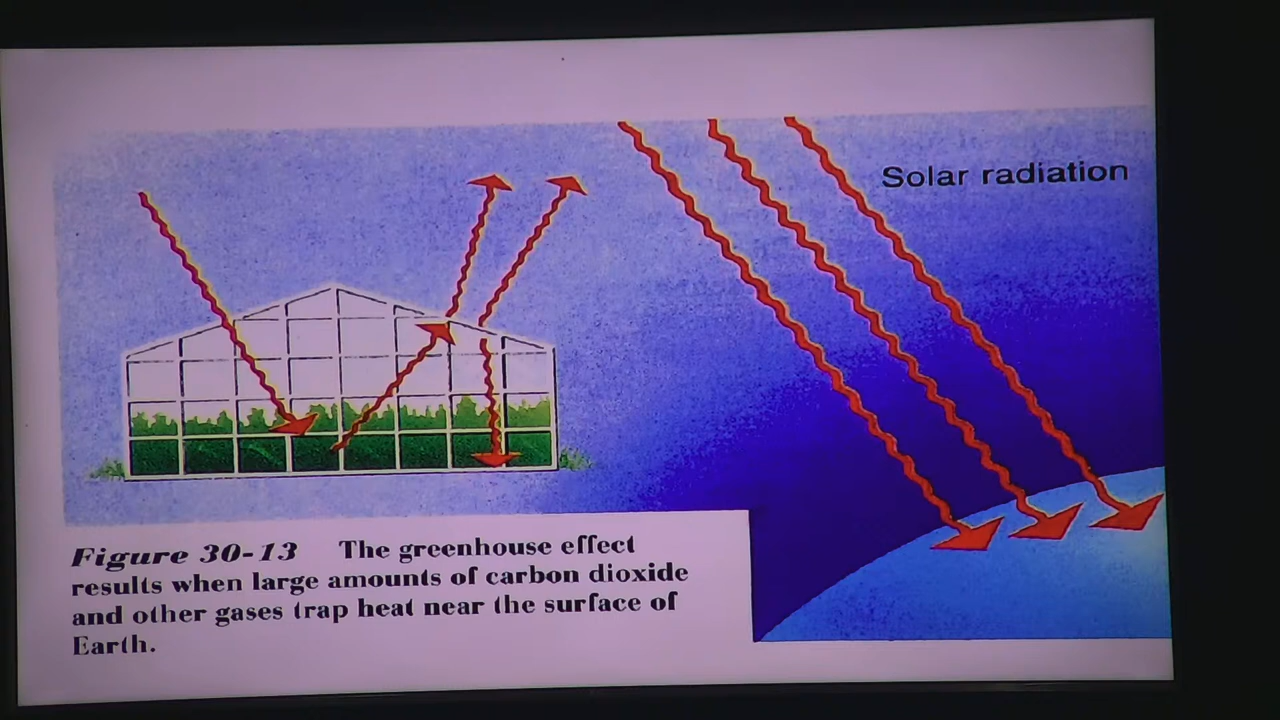 Solar radiation
Figure 30-13 The greenhouse effect
results when large amounts of carbon dioxide
and other gases trap heat near the surface of
Earth.